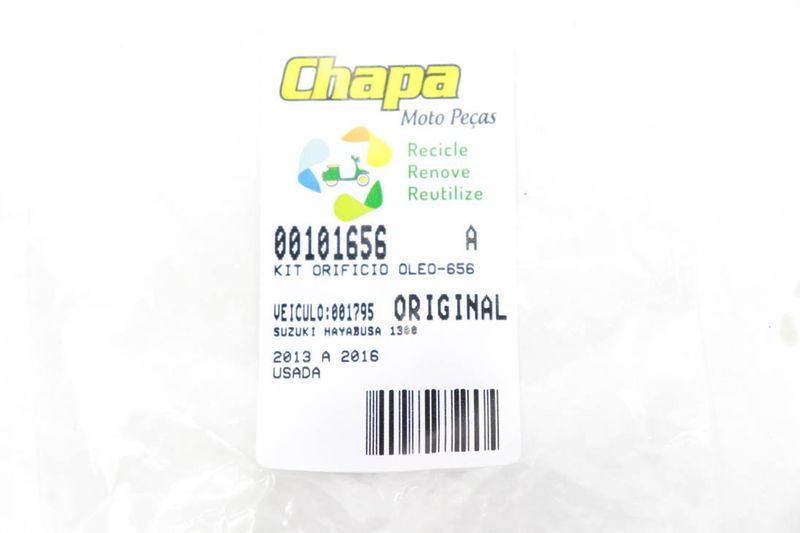 Chapa
Moto Peças
Recicle
Renove
Reutilize
00101656 A
KIT ORIFICIO OLEO-656
VEICULO:001795 ORIGINAL
SUZUKI HAYABUSA 1300
2013 A 2016
USADA